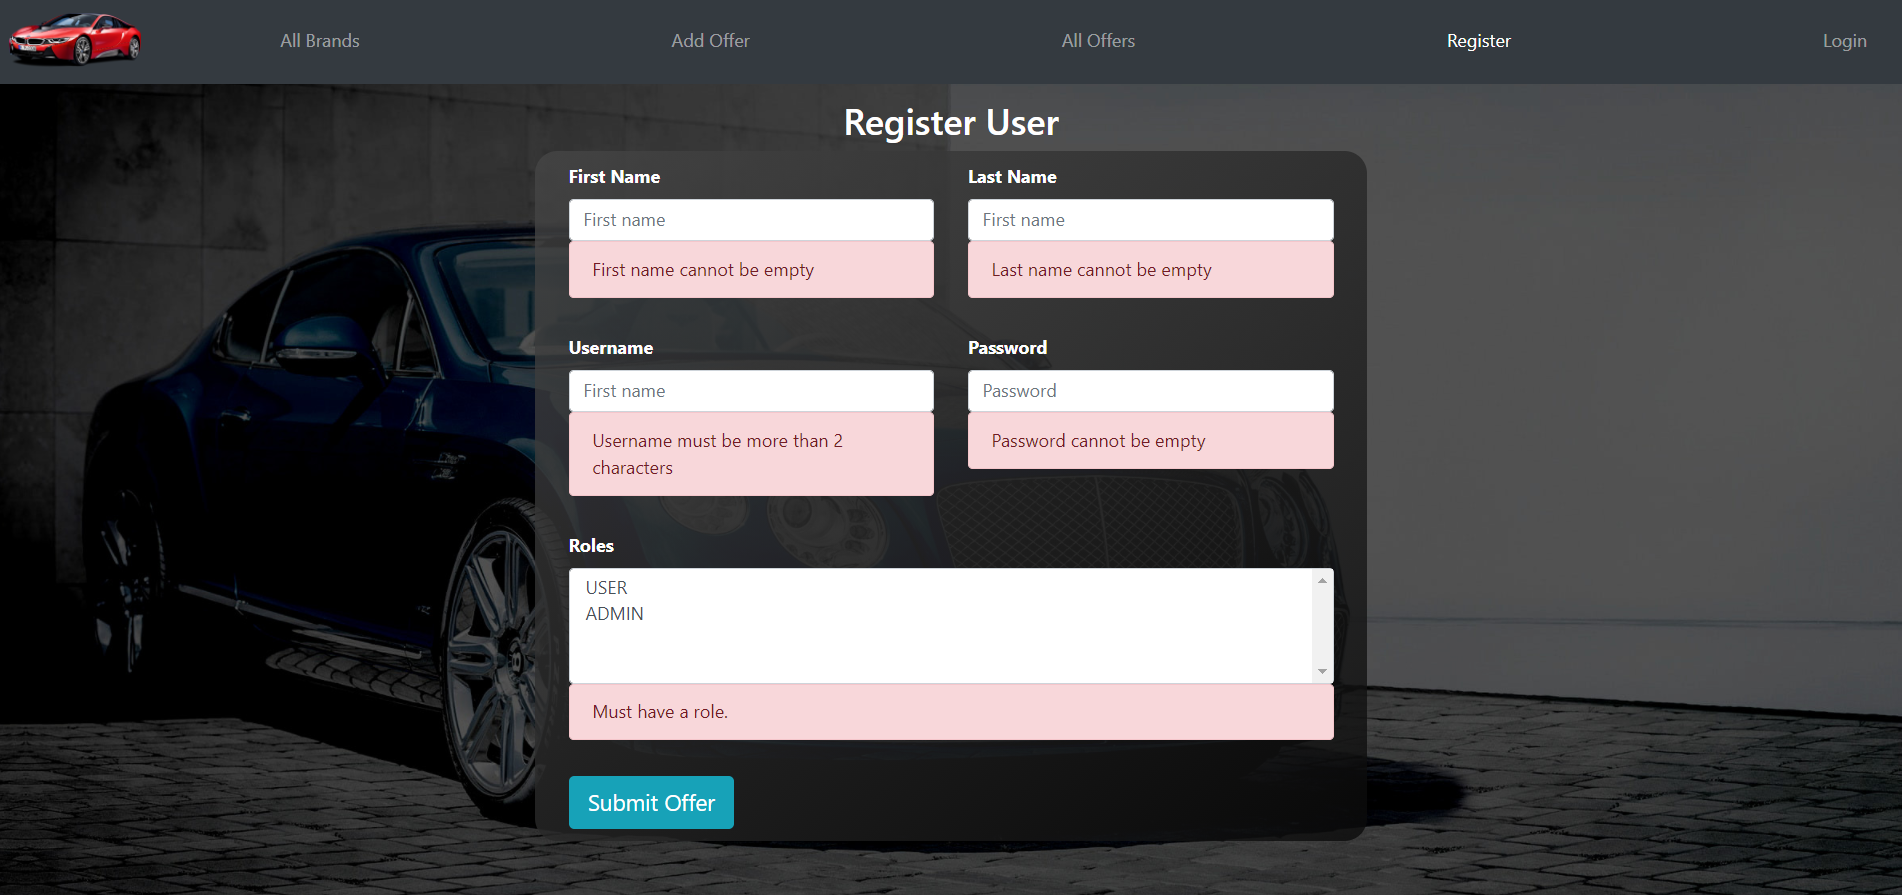 All Brands
Add Offer
All Offers
Register
Login
Register User
First Name
Last Name
First name
First name
First name cannot be empty
Last name cannot be empty
Username
Password
First name
Password
Username must be more than 2
characters
Password cannot be empty
Roles
USER
ADMIN
Must have a role.
Submit Offer